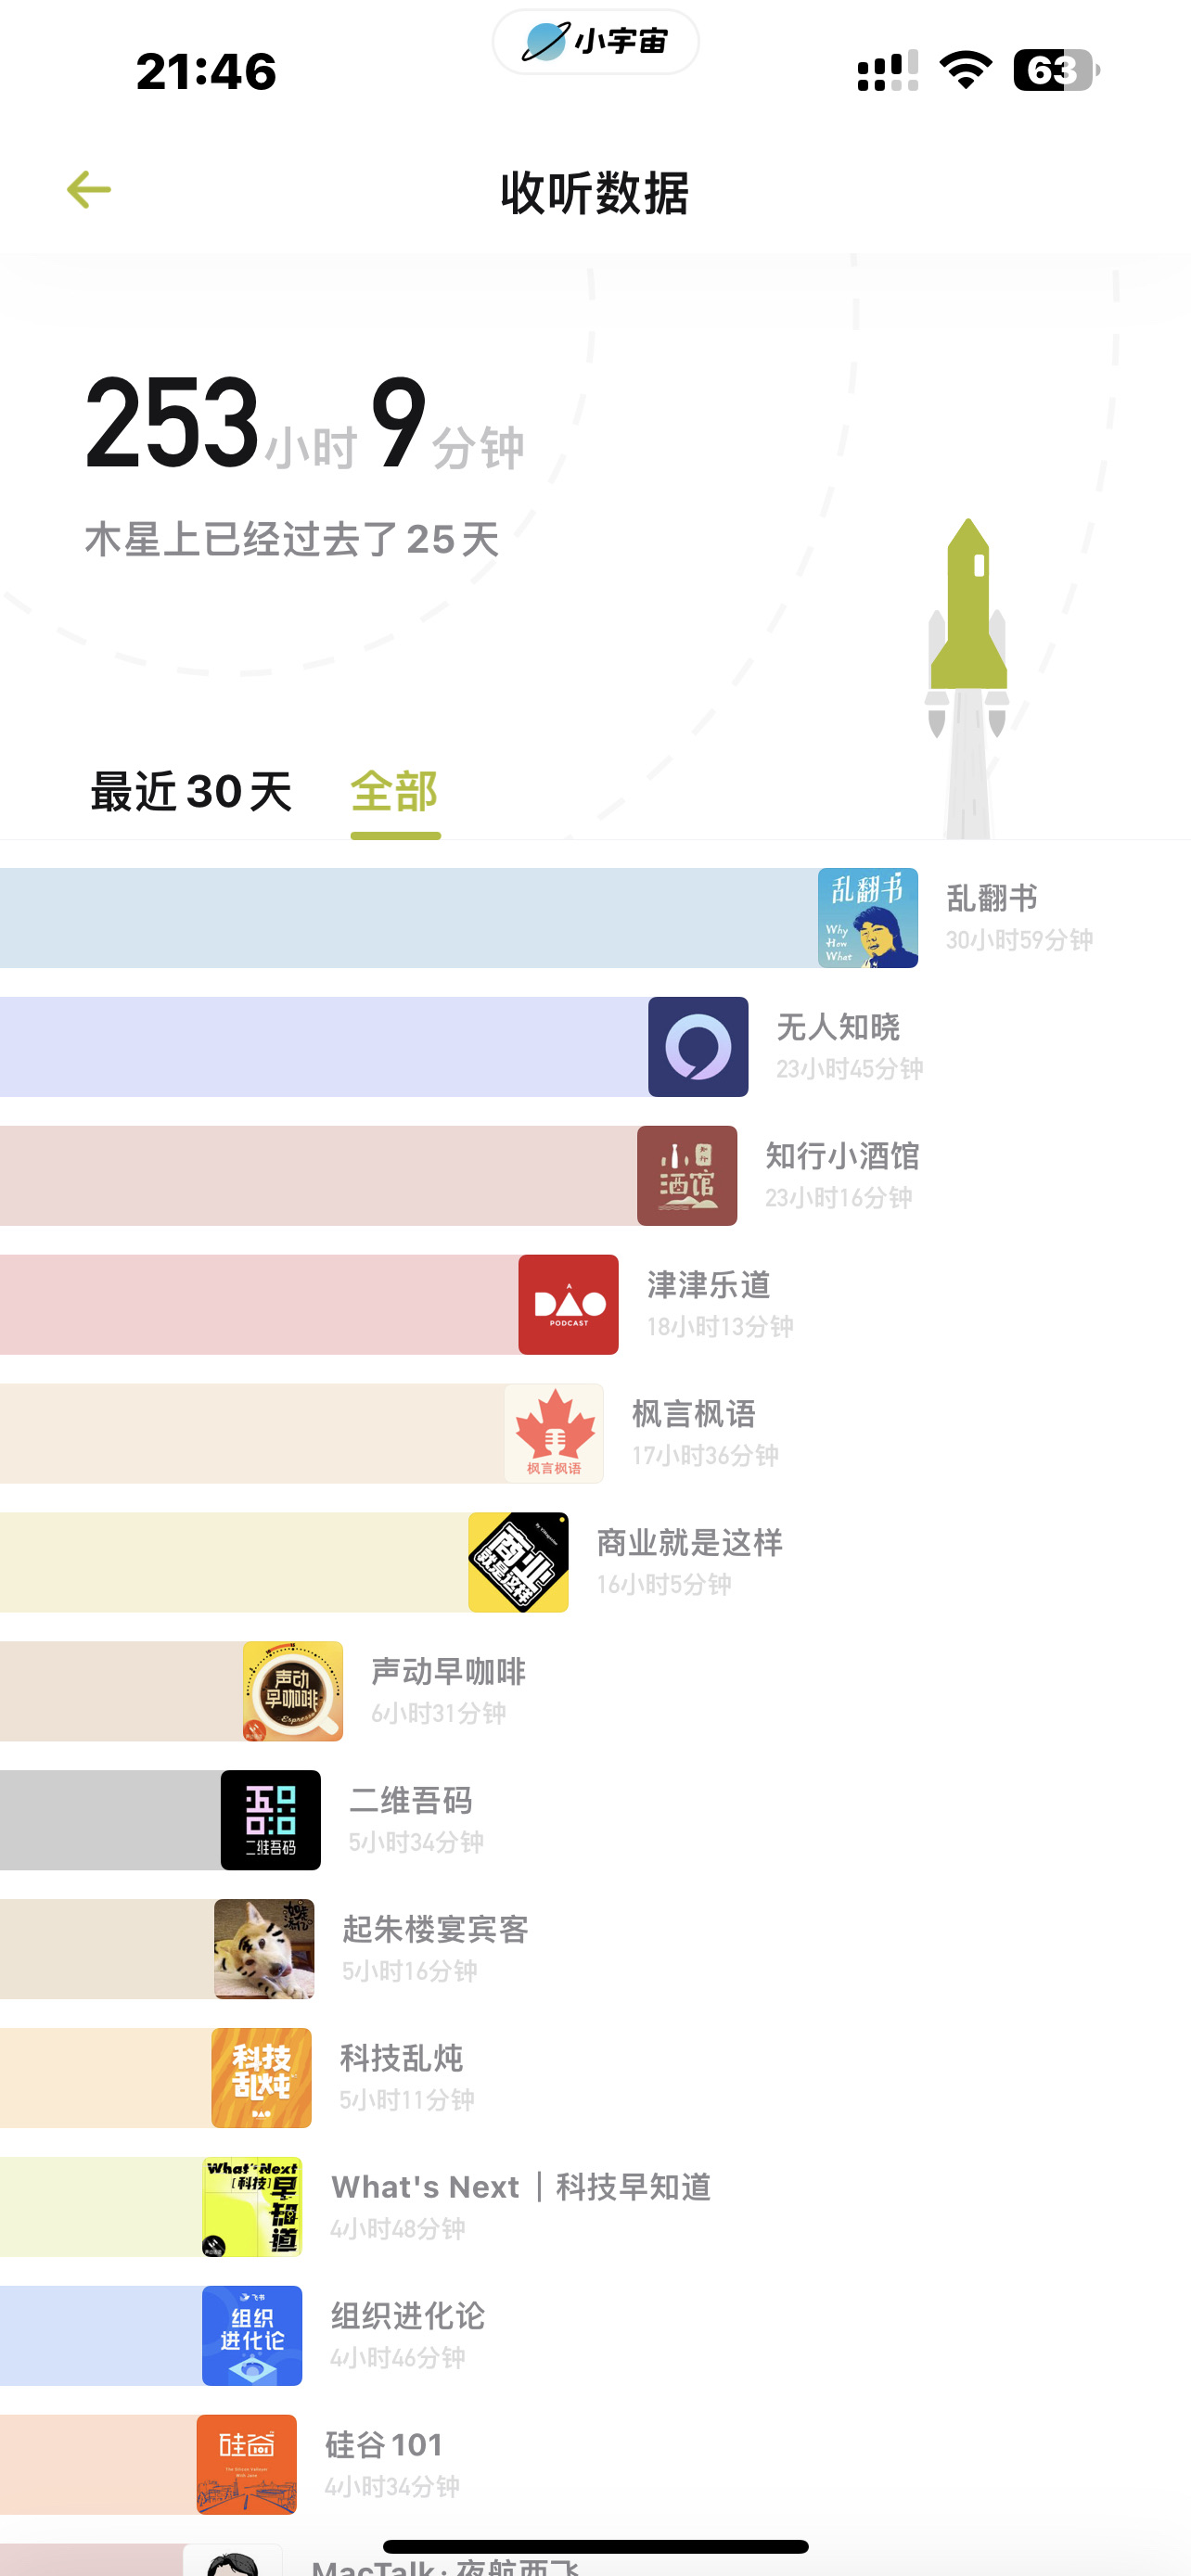 小宇宙
21:46
63
收听数据
253小时 9分钟
木星上已经过去了 25 天
最近 30 天
全部
乱翻书
Why
How
What
乱翻书
30小时59分钟
无人知晓
23小时45分钟
知行
小酒馆
知行小酒馆
23小时16分钟
A
DAO
PODCAST
津津乐道
18小时13分钟
枫言枫语
枫言枫语
17小时36分钟
商业
就是这样
商业就是这样
16小时5分钟
声动
早咖啡
Espresso
声动早咖啡
6小时31分钟
二维吾码
二维吾码
5小时34分钟
起朱楼宴宾客
5小时16分钟
科技
乱炖
DAO
科技乱炖
5小时11分钟
What's Next
[科技]
早知道
What's Next｜科技早知道
4小时48分钟
飞书
组织
进化论
组织进化论
4小时46分钟
硅谷
101
硅谷 101
4小时34分钟
MacTalk · 夜航西飞